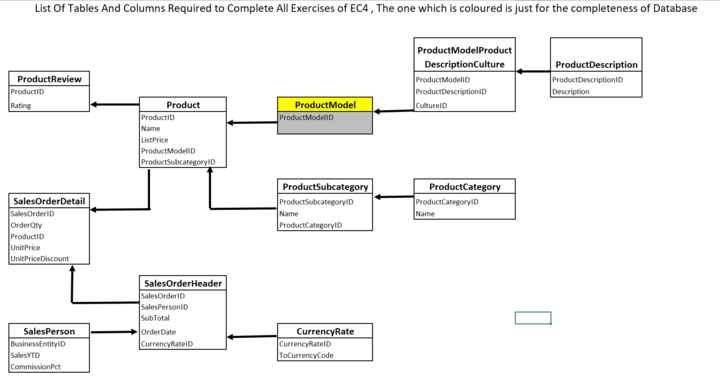 List Of Tables And Columns Required to Complete All Exercises of EC4 , The one which is coloured is just for the completeness of Database
ProductModelProduct
DescriptionCulture
ProductModelID
ProductDescriptionID
CultureID
ProductDescription
ProductDescriptionID
Description
ProductReview
ProductID
Rating
Product
ProductID
Name
ListPrice
ProductModelID
ProductSubcategoryID
ProductModel
ProductModelID
ProductSubcategory
ProductSubcategoryID
Name
ProductCategoryID
ProductCategory
ProductCategoryID
Name
SalesOrderDetail
SalesOrderID
OrderQty
ProductID
UnitPrice
UnitPriceDiscount
SalesOrderHeader
SalesOrderID
SalesPersonID
SubTotal
OrderDate
CurrencyRateID
SalesPerson
BusinessEntityID
SalesYTD
CommissionPct
CurrencyRate
CurrencyRateID
ToCurrencyCode